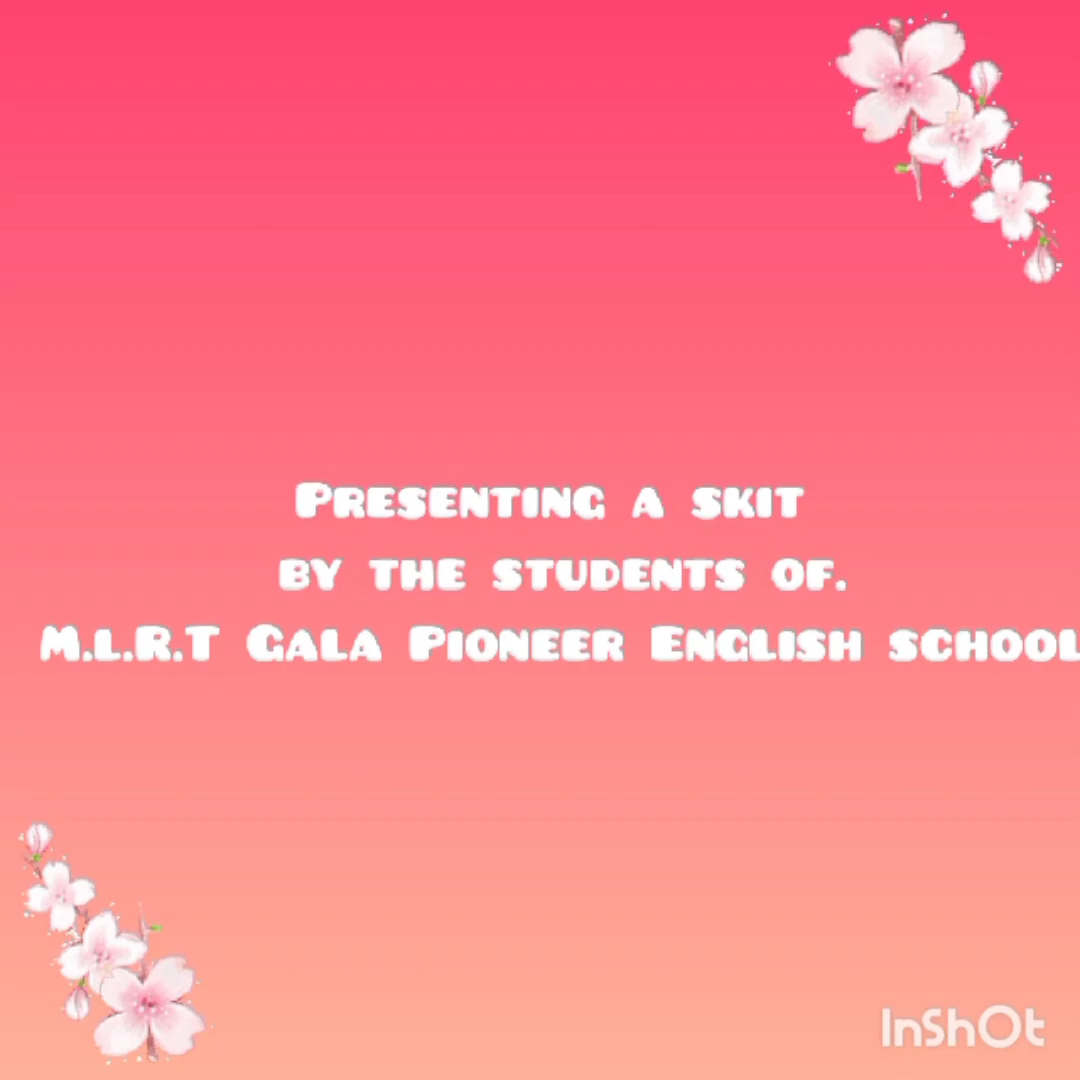 Presenting a skit
by the students of.
M.L.R.T Gala Pioneer English school
InShOt